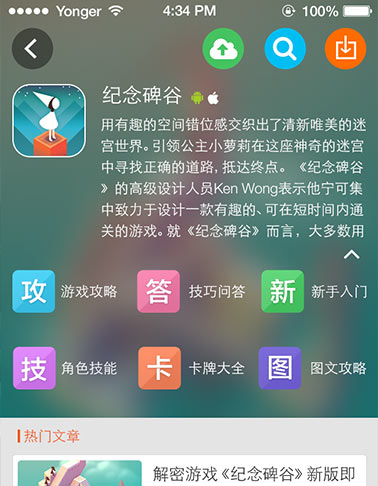 Yonger 4:34 PM 100%
纪念碑谷
用有趣的空间错位感交织出了清新唯美的迷
宫世界。引领公主小萝莉在这座神奇的迷宫
中寻找正确的道路，抵达终点。《纪念碑谷
》的高级设计人员Ken Wong表示他宁可集
中致力于设计一款有趣的、可在短时间内通
关的游戏。就《纪念碑谷》而言，大多数用
攻 游戏攻略 答 技巧问答 新 新手入门
技 角色技能 卡 卡牌大全 图 图文攻略
热门文章
解密游戏《纪念碑谷》新版即